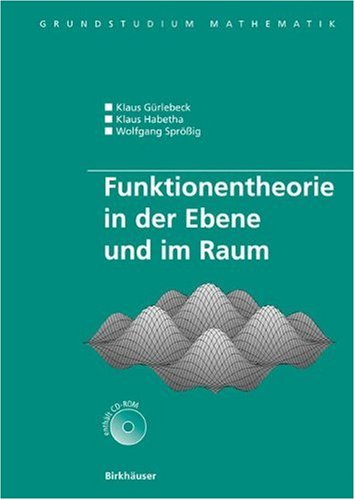 GRUNDSTUDIUM MATHEMATIK
Klaus Gürlebeck
Klaus Habetha
Wolfgang Sprößig
Funktionentheorie
in der Ebene
und im Raum
enthält CD-ROM
Birkhäuser